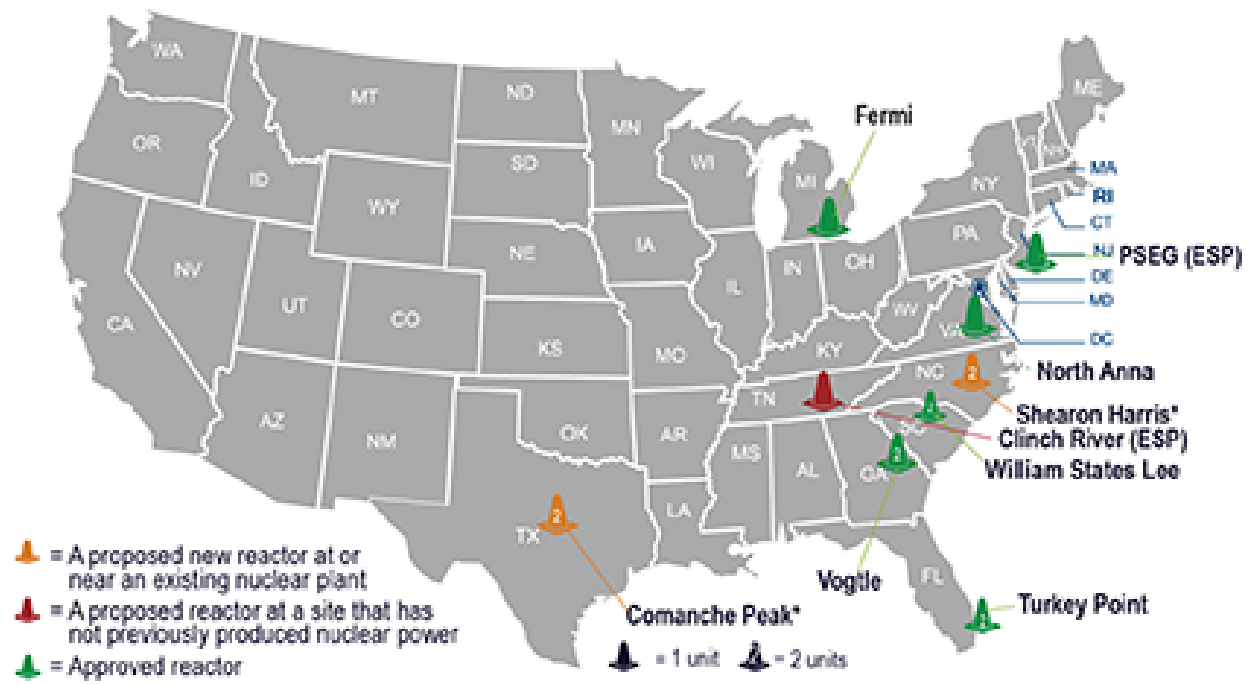 WA
MT
ND
MN
OR
ID
SD
WI
MI
Fermi
NY
VT
NH
ME
MA
RI
CT
WY
NE
IA
PA
NJ
PSEG (ESP)
DE
MD
DC
NV
UT
CO
IL
IN
OH
WV
VA
CA
KS
MO
KY
North Anna
AZ
NM
OK
AR
TN
NC
2
Shearon Harris*
Clinch River (ESP)
William States Lee
MS
AL
GA
2
TX
2
LA
FL
Vogtle
Turkey Point
Comanche Peak*
= A proposed new reactor at or
near an existing nuclear plant
= A proposed reactor at a site that has
not previously produced nuclear power
= Approved reactor
= 1 unit
= 2 units